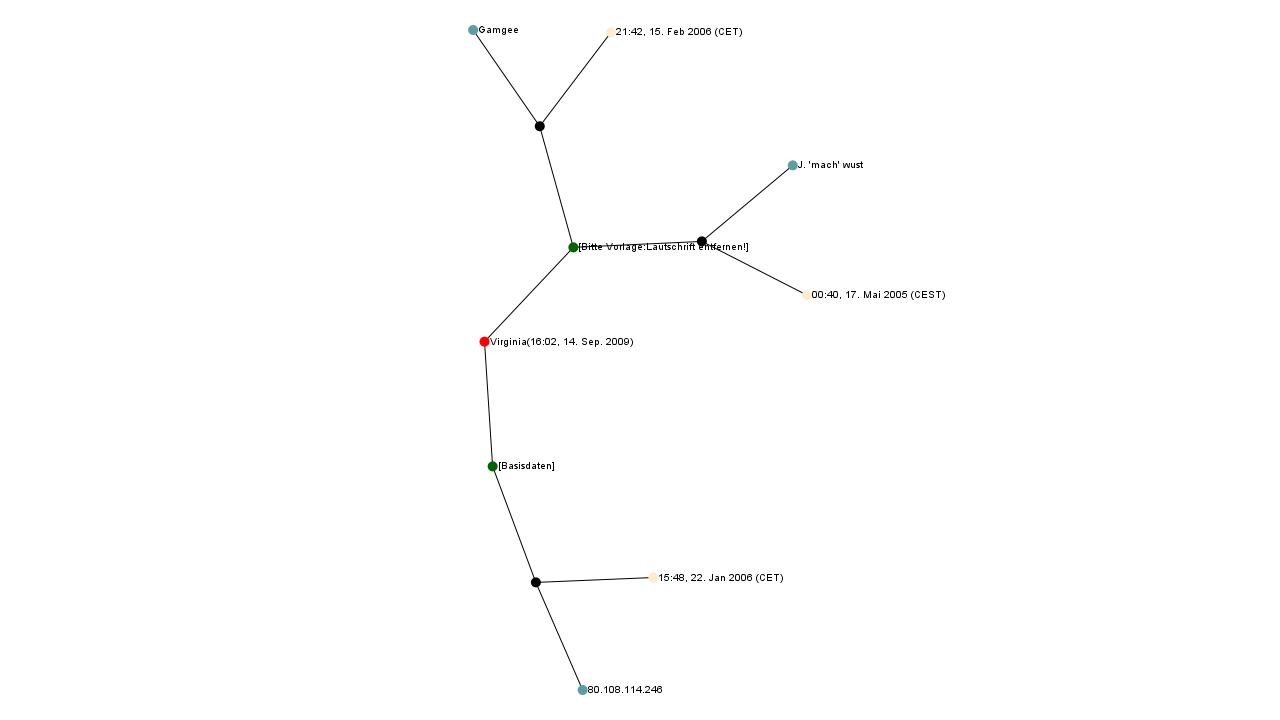 Gamgee
21:42, 15. Feb 2006 (CET)
J. 'mach' wust
[Bitte Vorlage:Lautschrift entfernen!]
00:40, 17. Mai 2005 (CEST)
Virginia(16:02, 14. Sep. 2009)
[Basisdaten]
15:48, 22. Jan 2006 (CET)
80.108.114.246